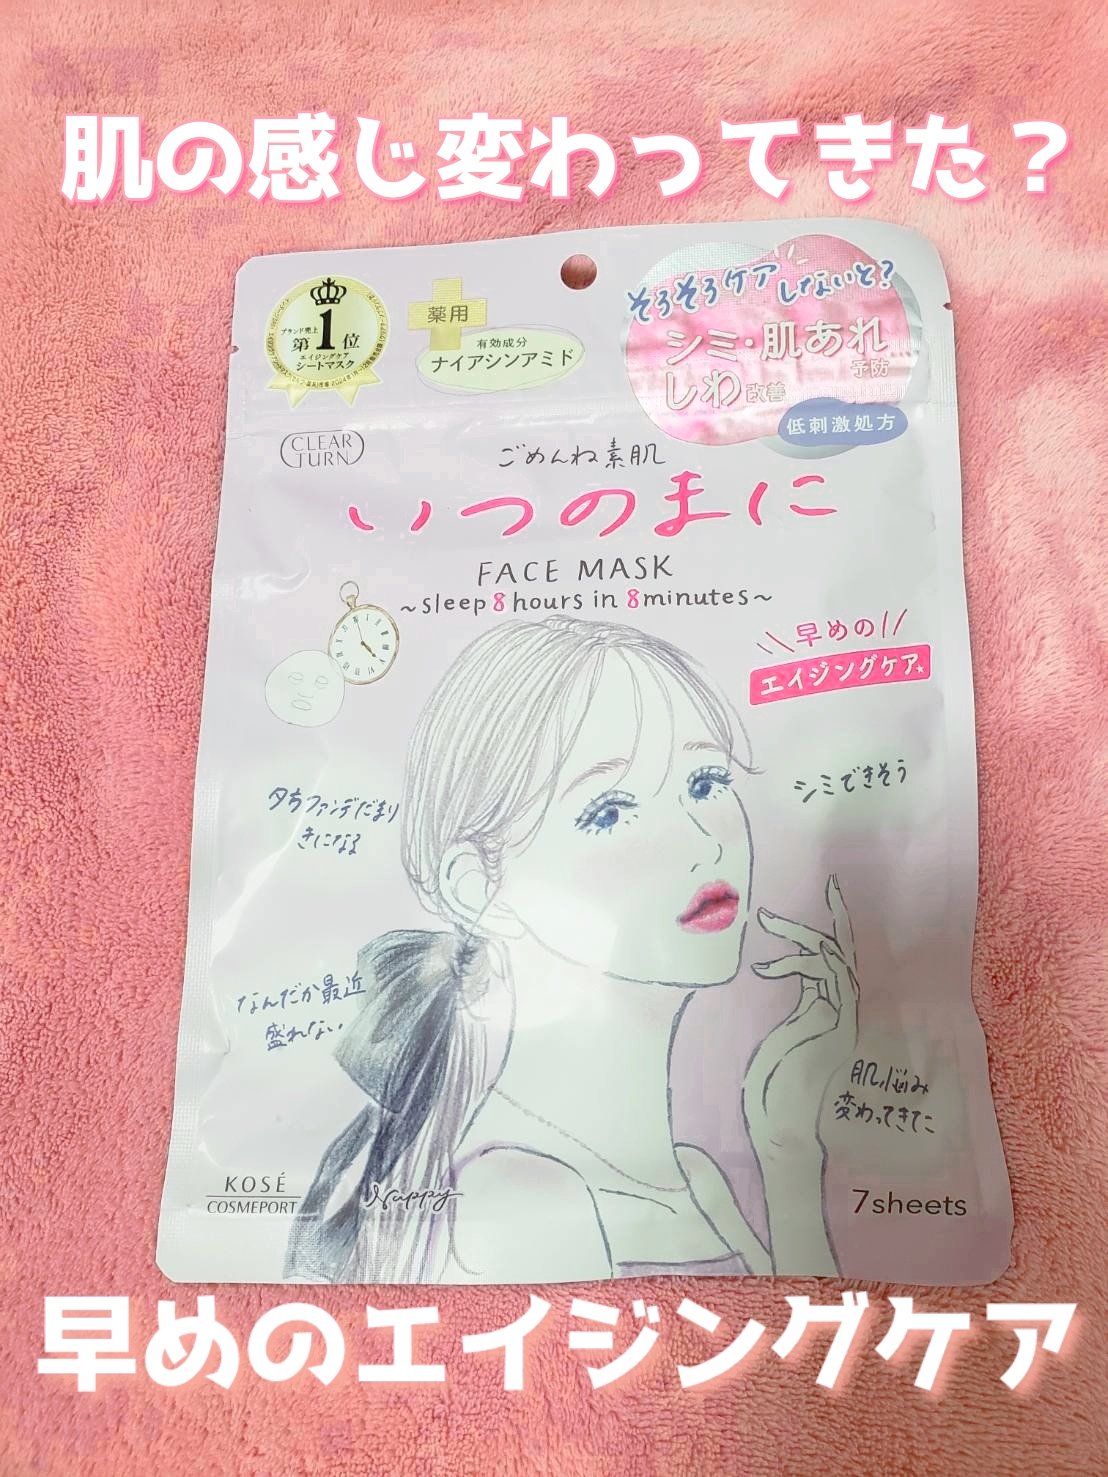 肌の感じ変わってきた？
ブランド売上
第1位
エイジングケア
シートマスク
薬用
有効成分
ナイアシンアミド
そろそろケアしないと？
シミ・肌あれ
予防
しわ改善
低刺激処方
CLEAR
TURN
ごめんね素肌
いつのまに
FACE MASK
~sleep 8 hours in 8 minutes~
早めの
エイジングケア
夕方ファンデだまり
きになる
シミできそう
なんだか最近
盛れない
肌悩み
変わってきた
KOSÉ
COSMEPORT
Nuppy
7sheets
早めのエイジングケア